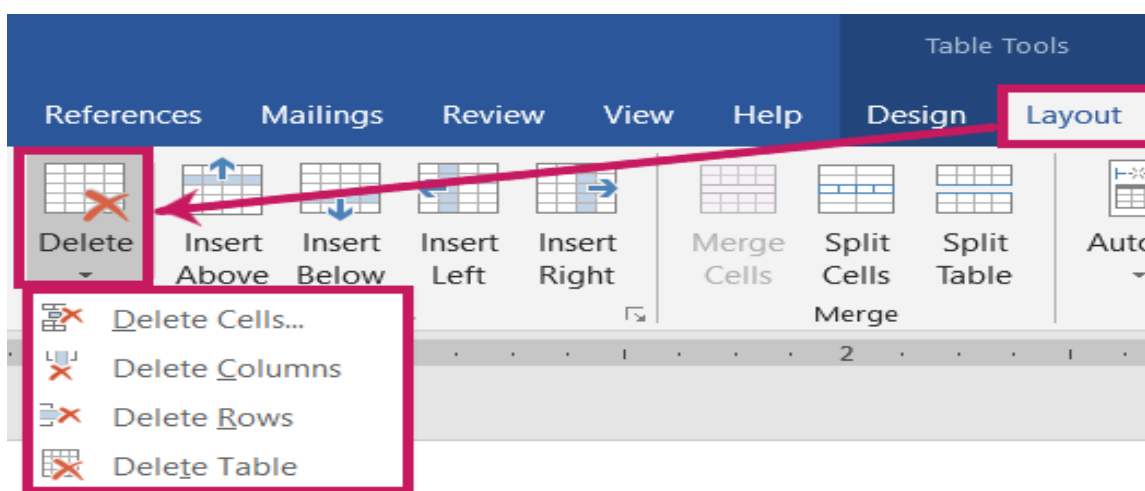 Table Tools
References Mailings Review View Help Design Layout
Delete Insert Insert Insert Insert Merge Split Split
Above Below Left Right Cells Cells Table
Merge
Delete Cells...
2
Delete Columns
Delete Rows
Delete Table